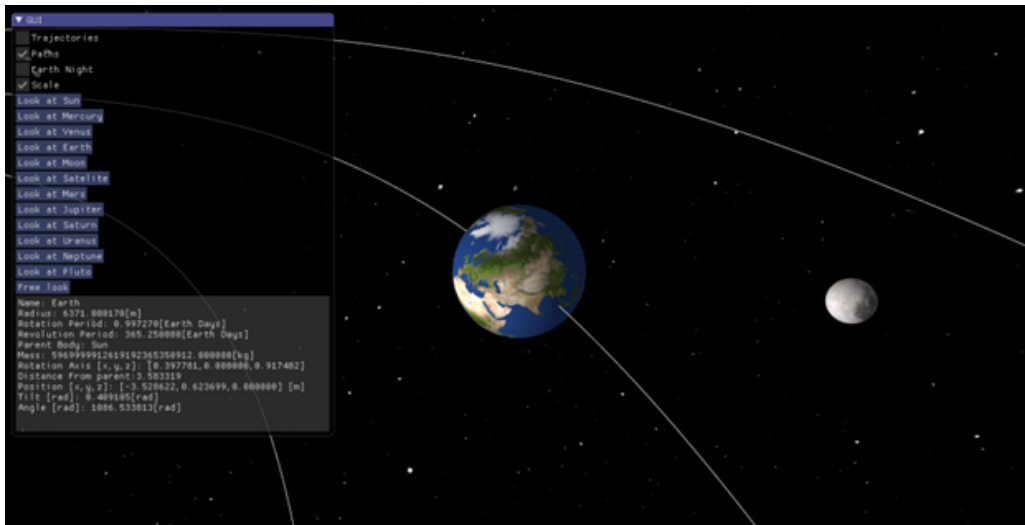 GUI
Trajectories
Paths
Earth Night
Scale
Look at Sun
Look at Mercury
Look at Venus
Look at Earth
Look at Moon
Look at Satelite
Look at Mars
Look at Jupiter
Look at Saturn
Look at Uranus
Look at Neptune
Look at Pluto
Free look
Name: Earth
Radius: 6371.008170[m]
Rotation Period: 0.997270[Earth Days]
Revolution Period: 365.250000[Earth Days]
Parent Body: Sun
Mass: 5969999912619192365350912.000000[kg]
Rotation Axis [x,y,z]: [0.397781,0.000000,0.917482]
Distance From parent:3.583319
Position [x,y,z]: [-3.528622,0.623699,0.000000] [m]
Tilt [rad]: 0.409105[rad]
Angle [rad]: 1086.533813[rad]